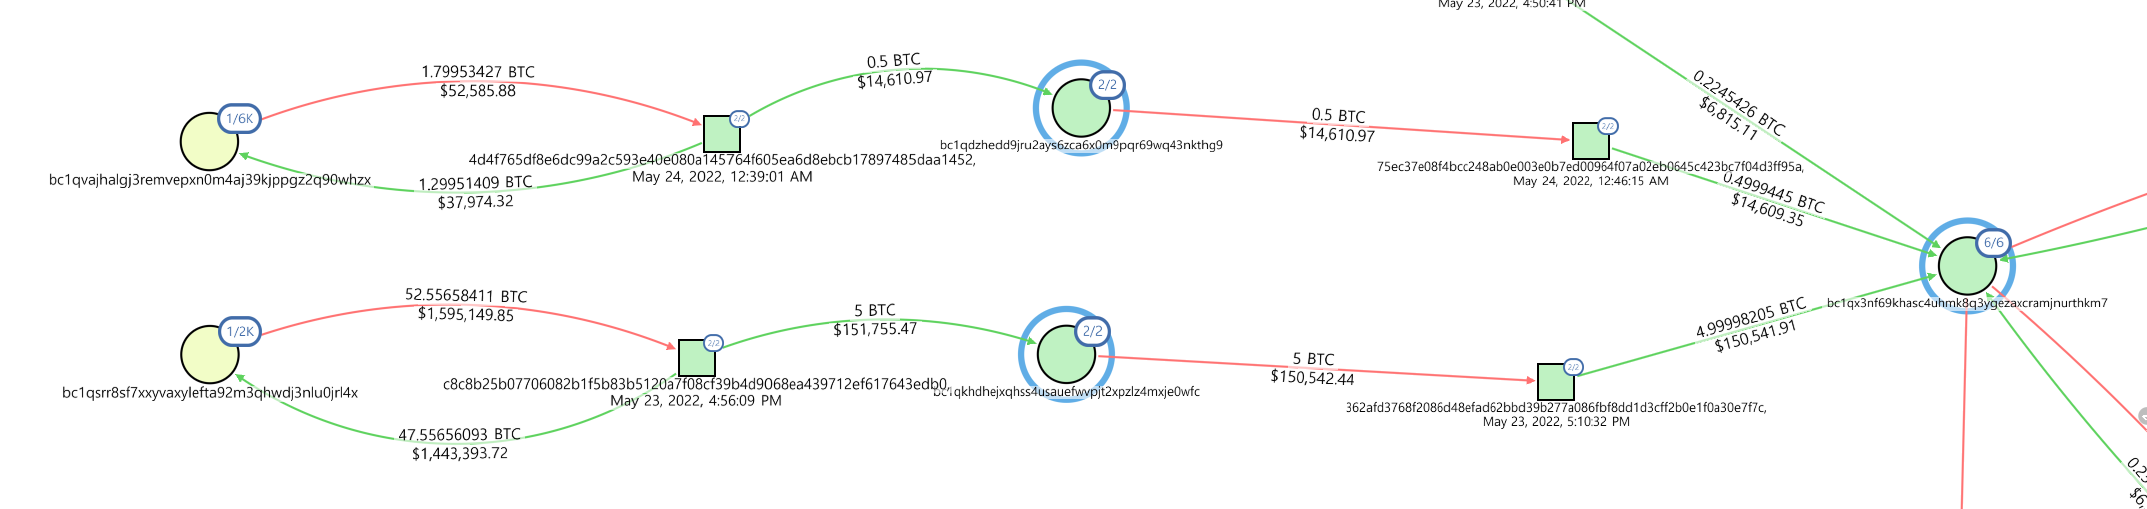 May 23, 2022, 4:50:41 PM
1.79953427 BTC
$52,585.88
0.5 BTC
$14,610.97
1/6K
2/2
2/2
bc1qvajhalgj3remvepxn0m4aj39kjppgz2q90whzx
4d4f765df8e6dc99a2c593e40e080a145764f605ea6d8ebcb17897485daa1452,
May 24, 2022, 12:39:01 AM
1.29951409 BTC
$37,974.32
bc1qdzhedd9jru2ays6zca6x0m9pqr69wq43nkthg9
0.5 BTC
$14,610.97
2/2
75ec37e08f4bcc248ab0e003e0b7ed00964f07a02eb0645c423bc7f04d3ff95a,
May 24, 2022, 12:46:15 AM
0.2245426 BTC
$6,815.11
0.4999445 BTC
$14,609.35
6/6
bc1qx3nf69khasc4uhmk8q3yqezaxcramjnurthkm7
52.55658411 BTC
$1,595,149.85
5 BTC
$151,755.47
1/2K
2/2
2/2
bc1qsrr8sf7xxyvaxylefta92m3qhwdj3nlu0jrl4x
c8c8b25b07706082b1f5b83b5120a7f08cf39b4d9068ea439712ef617643edb0,
May 23, 2022, 4:56:09 PM
47.55656093 BTC
$1,443,393.72
bc1qkhdhejxqhss4usauefwvpjt2xpzlz4mxje0wfc
5 BTC
$150,542.44
2/2
362afd3768f2086d48efad62bbd39b277a086fbf8dd1d3cff2b0e1f0a30e7f7c,
May 23, 2022, 5:10:32 PM
4.99998205 BTC
$150,541.91